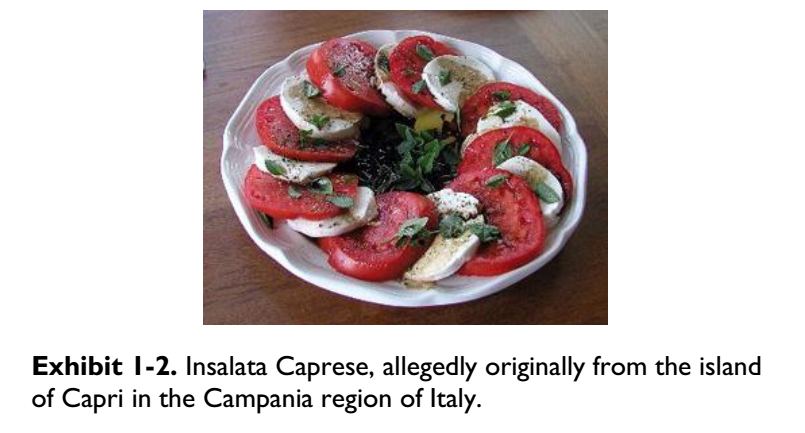 Exhibit 1-2. Insalata Caprese, allegedly originally from the island
of Capri in the Campania region of Italy.